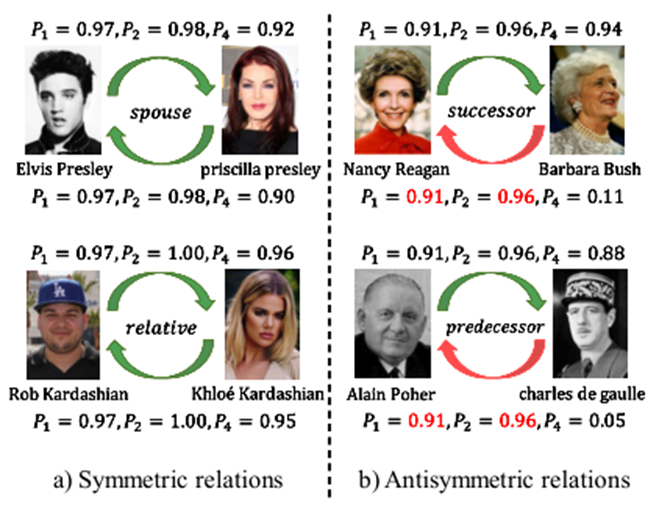 P₁ = 0.97, P₂ = 0.98, P₄ = 0.92
spouse
Elvis Presley
priscilla presley
P₁ = 0.97, P₂ = 0.98, P₄ = 0.90
P₁ = 0.97, P₂ = 1.00, P₄ = 0.96
relative
Rob Kardashian
Khloé Kardashian
P₁ = 0.97, P₂ = 1.00, P₄ = 0.95
a) Symmetric relations
P₁ = 0.91, P₂ = 0.96, P₄ = 0.94
successor
Nancy Reagan
Barbara Bush
P₁ = 0.91, P₂ = 0.96, P₄ = 0.11
P₁ = 0.91, P₂ = 0.96, P₄ = 0.88
predecessor
Alain Poher
charles de gaulle
P₁ = 0.91, P₂ = 0.96, P₄ = 0.05
b) Antisymmetric relations